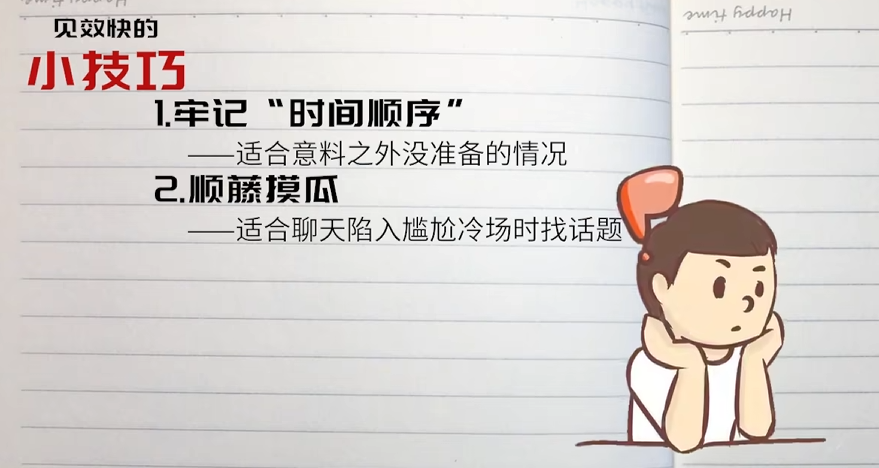 Happy time
Happy time
见效快的
小技巧
1.牢记“时间顺序”
——适合意料之外没准备的情况
2.顺藤摸瓜
——适合聊天陷入尴尬冷场时找话题